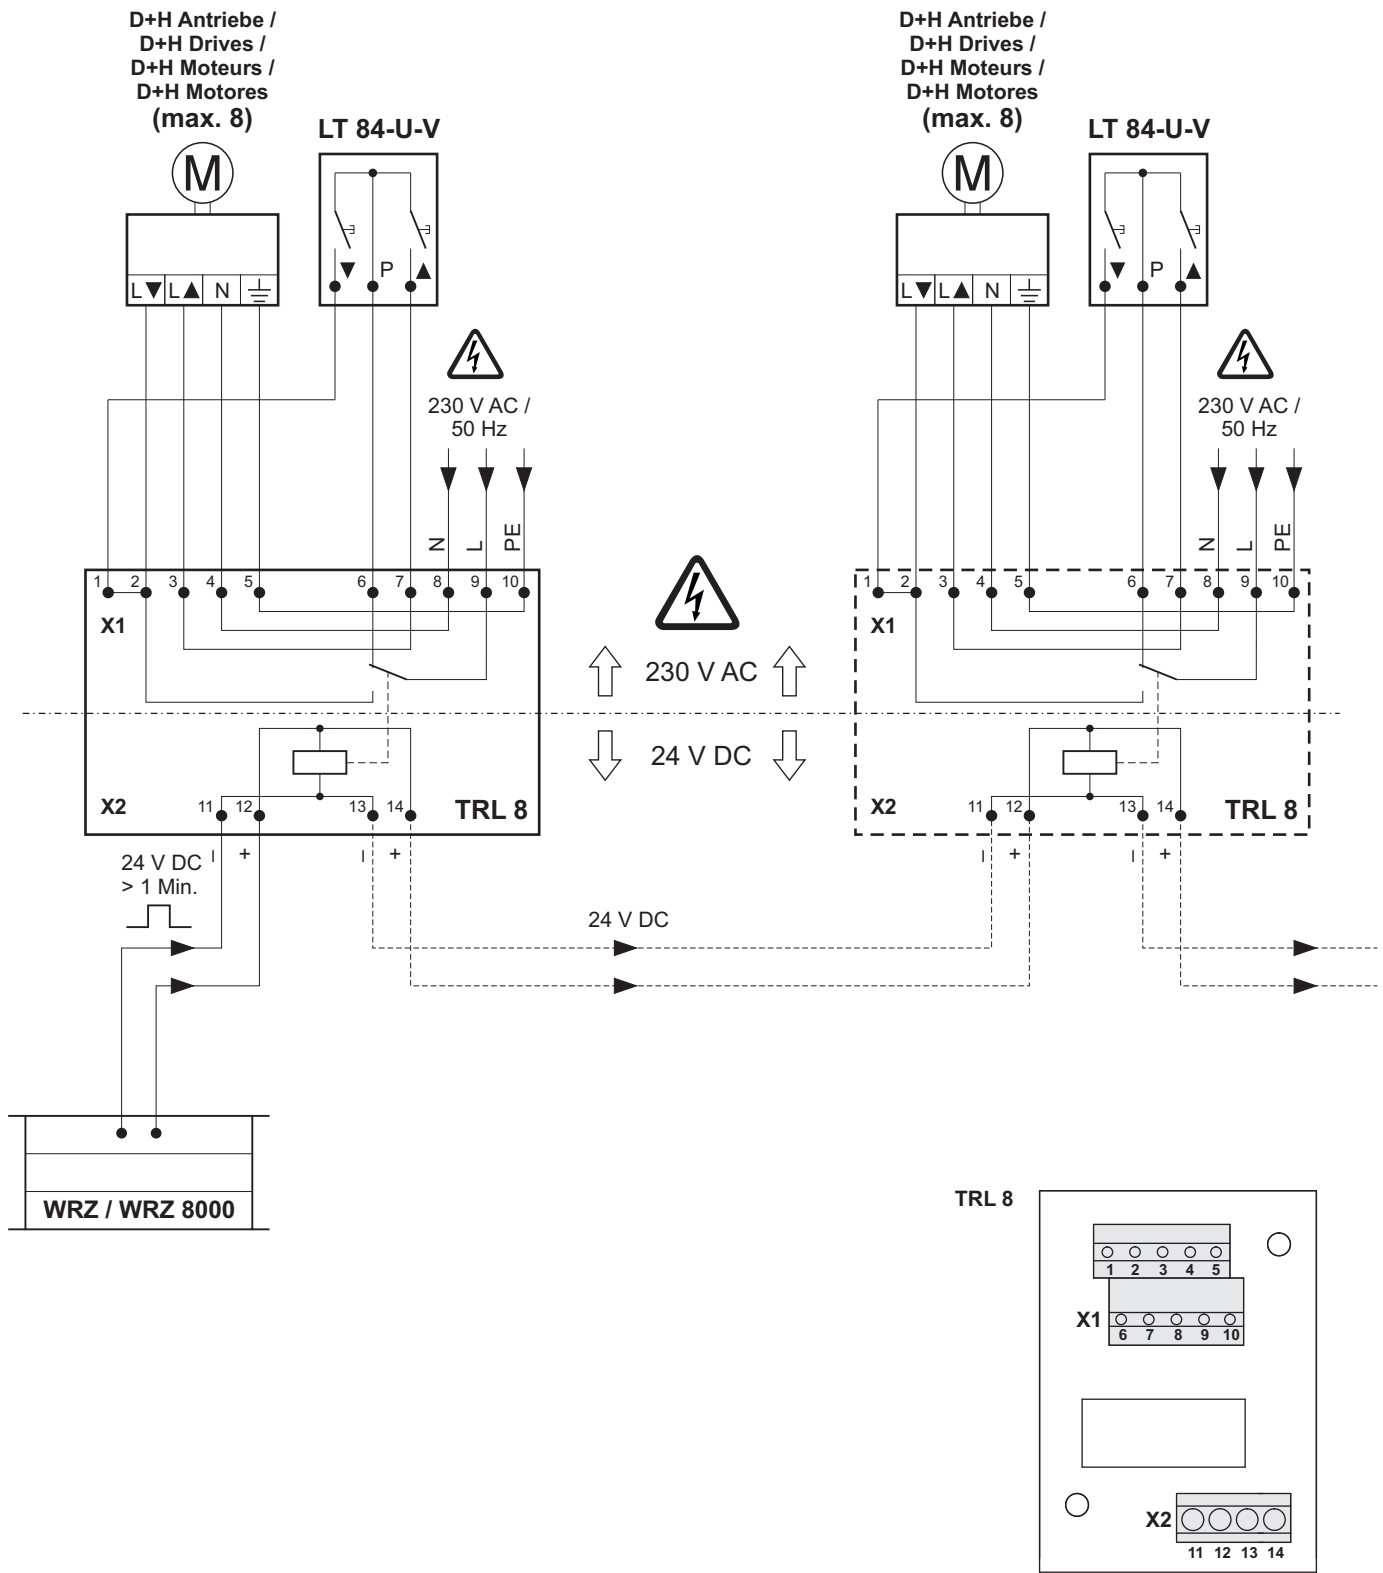 D+H Antriebe /
D+H Drives /
D+H Moteurs /
D+H Motores
(max. 8)
LT 84-U-V
M
▼ P ▲
L▼ L▲ N
230 V AC /
50 Hz
N L PE
1 2 3 4 5 6 7 8 9 10
X1
X2
11 12 13 14
TRL 8
24 V DC
> 1 Min.
– + – +
WRZ / WRZ 8000
230 V AC
24 V DC
24 V DC
D+H Antriebe /
D+H Drives /
D+H Moteurs /
D+H Motores
(max. 8)
LT 84-U-V
M
▼ P ▲
L▼ L▲ N
230 V AC /
50 Hz
N L PE
1 2 3 4 5 6 7 8 9 10
X1
X2
11 12 13 14
TRL 8
– + – +
TRL 8
1 2 3 4 5
X1
6 7 8 9 10
X2
11 12 13 14